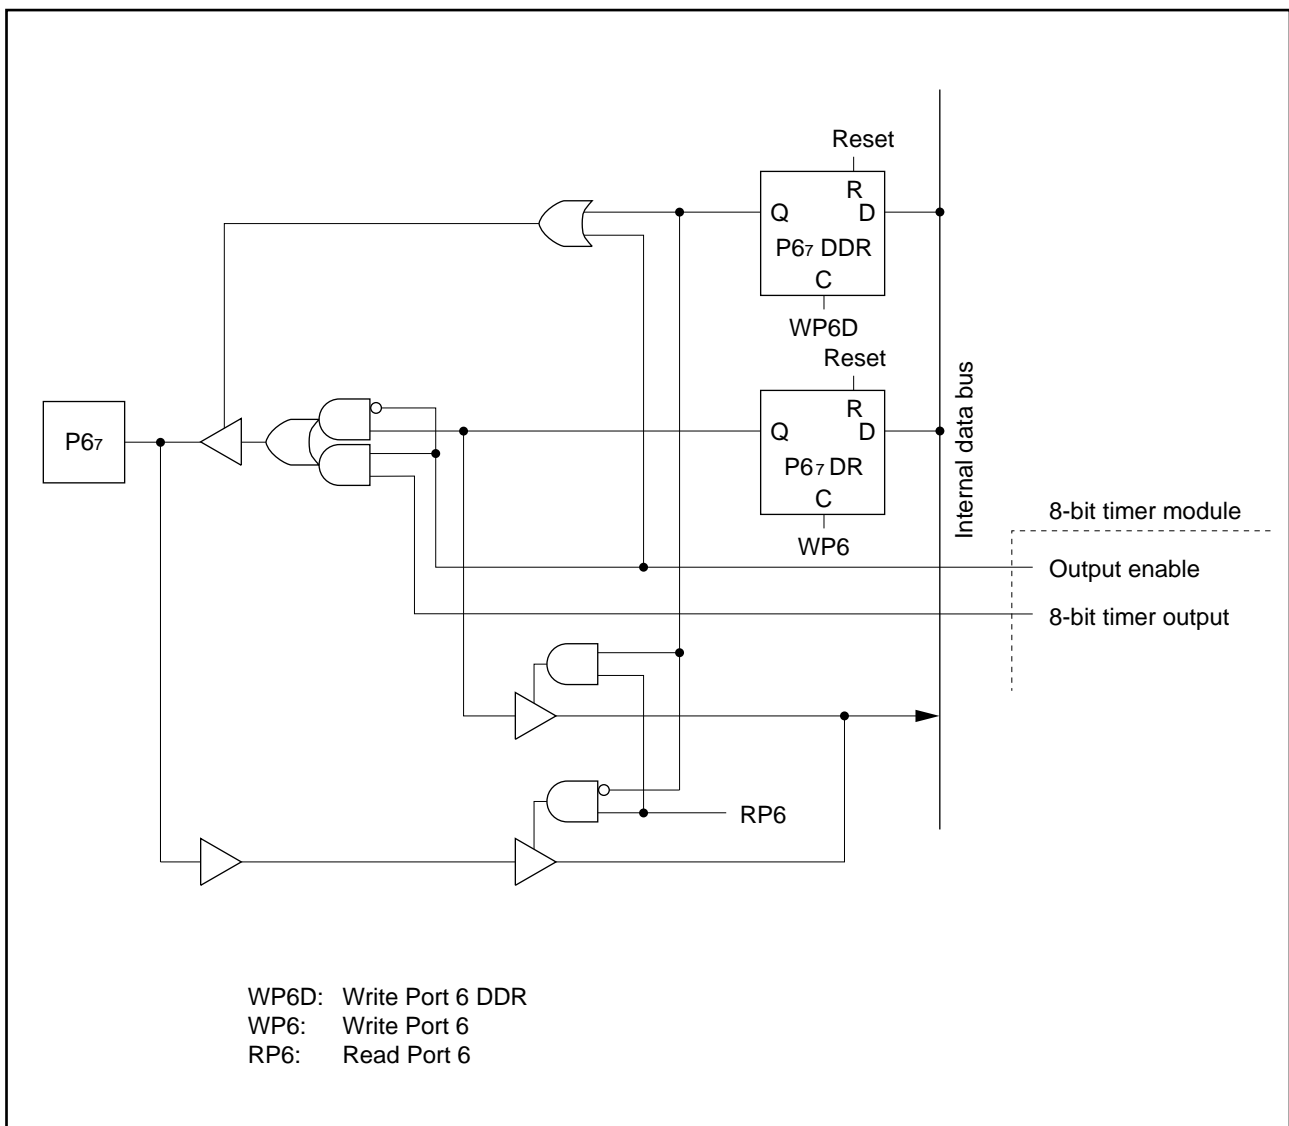 Reset
R
Q D
P67 DDR
C
WP6D
Reset
R
Q D
P67 DR
C
WP6
P67
Internal data bus
8-bit timer module
Output enable
8-bit timer output
RP6
WP6D: Write Port 6 DDR
WP6: Write Port 6
RP6: Read Port 6